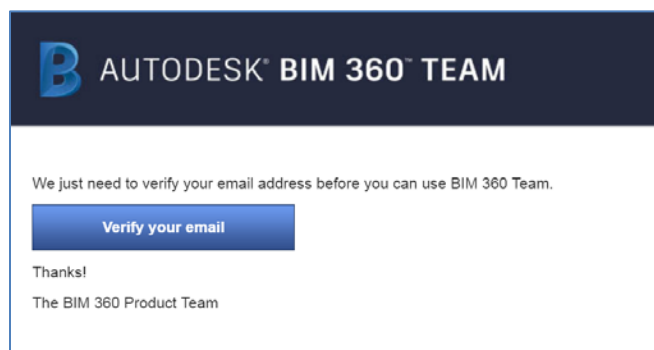 AUTODESK® BIM 360™ TEAM
We just need to verify your email address before you can use BIM 360 Team.
Verify your email
Thanks!
The BIM 360 Product Team